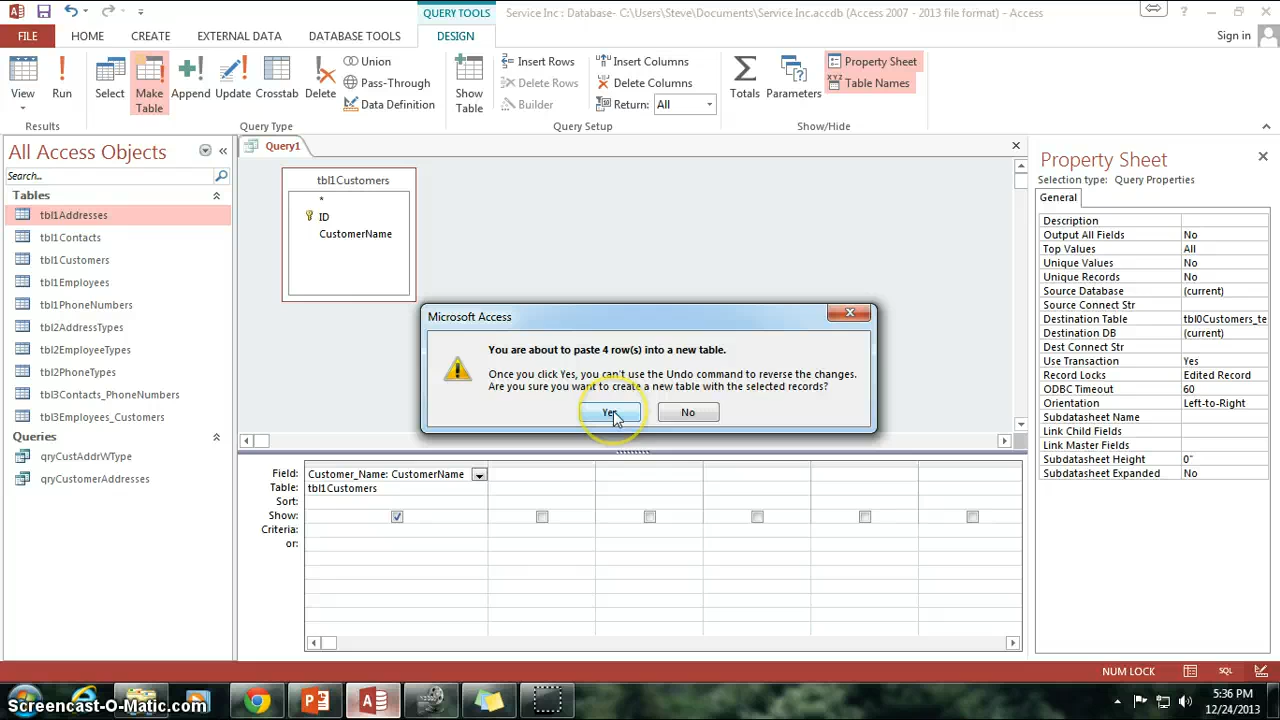 QUERY TOOLS
Service Inc : Database- C:\Users\Steve\Documents\Service Inc.accdb (Access 2007 - 2013 file format) - Access
?
FILE
HOME
CREATE
EXTERNAL DATA
DATABASE TOOLS
DESIGN
Sign in
View
Run
Select
Make
Table
Append
Update
Crosstab
Delete
Union
Pass-Through
Data Definition
Show
Table
Insert Rows
Delete Rows
Builder
Insert Columns
Delete Columns
Return: All
Totals
Parameters
Property Sheet
Table Names
Results
Query Type
Query Setup
Show/Hide
All Access Objects
Search...
Tables
tbl1Addresses
tbl1Contacts
tbl1Customers
tbl1Employees
tbl1PhoneNumbers
tbl2AddressTypes
tbl2EmployeeTypes
tbl2PhoneTypes
tbl3Contacts_PhoneNumbers
tbl3Employees_Customers
Queries
qryCustAddrWType
qryCustomerAddresses
Query1
tbl1Customers
*
ID
CustomerName
Microsoft Access
You are about to paste 4 row(s) into a new table.
Once you click Yes, you can't use the Undo command to reverse the changes.
Are you sure you want to create a new table with the selected records?
Yes
No
Field: Customer_Name: CustomerName
Table: tbl1Customers
Sort:
Show:
Criteria:
or:
Property Sheet
Selection type: Query Properties
General
Description
Output All Fields No
Top Values All
Unique Values No
Unique Records No
Source Database (current)
Source Connect Str
Destination Table tbl0Customers_te
Destination DB (current)
Dest Connect Str
Use Transaction Yes
Record Locks Edited Record
ODBC Timeout 60
Orientation Left-to-Right
Subdatasheet Name
Link Child Fields
Link Master Fields
Subdatasheet Height 0"
Subdatasheet Expanded No
NUM LOCK
SQL
Screencast-O-Matic.com
5:36 PM
12/24/2013